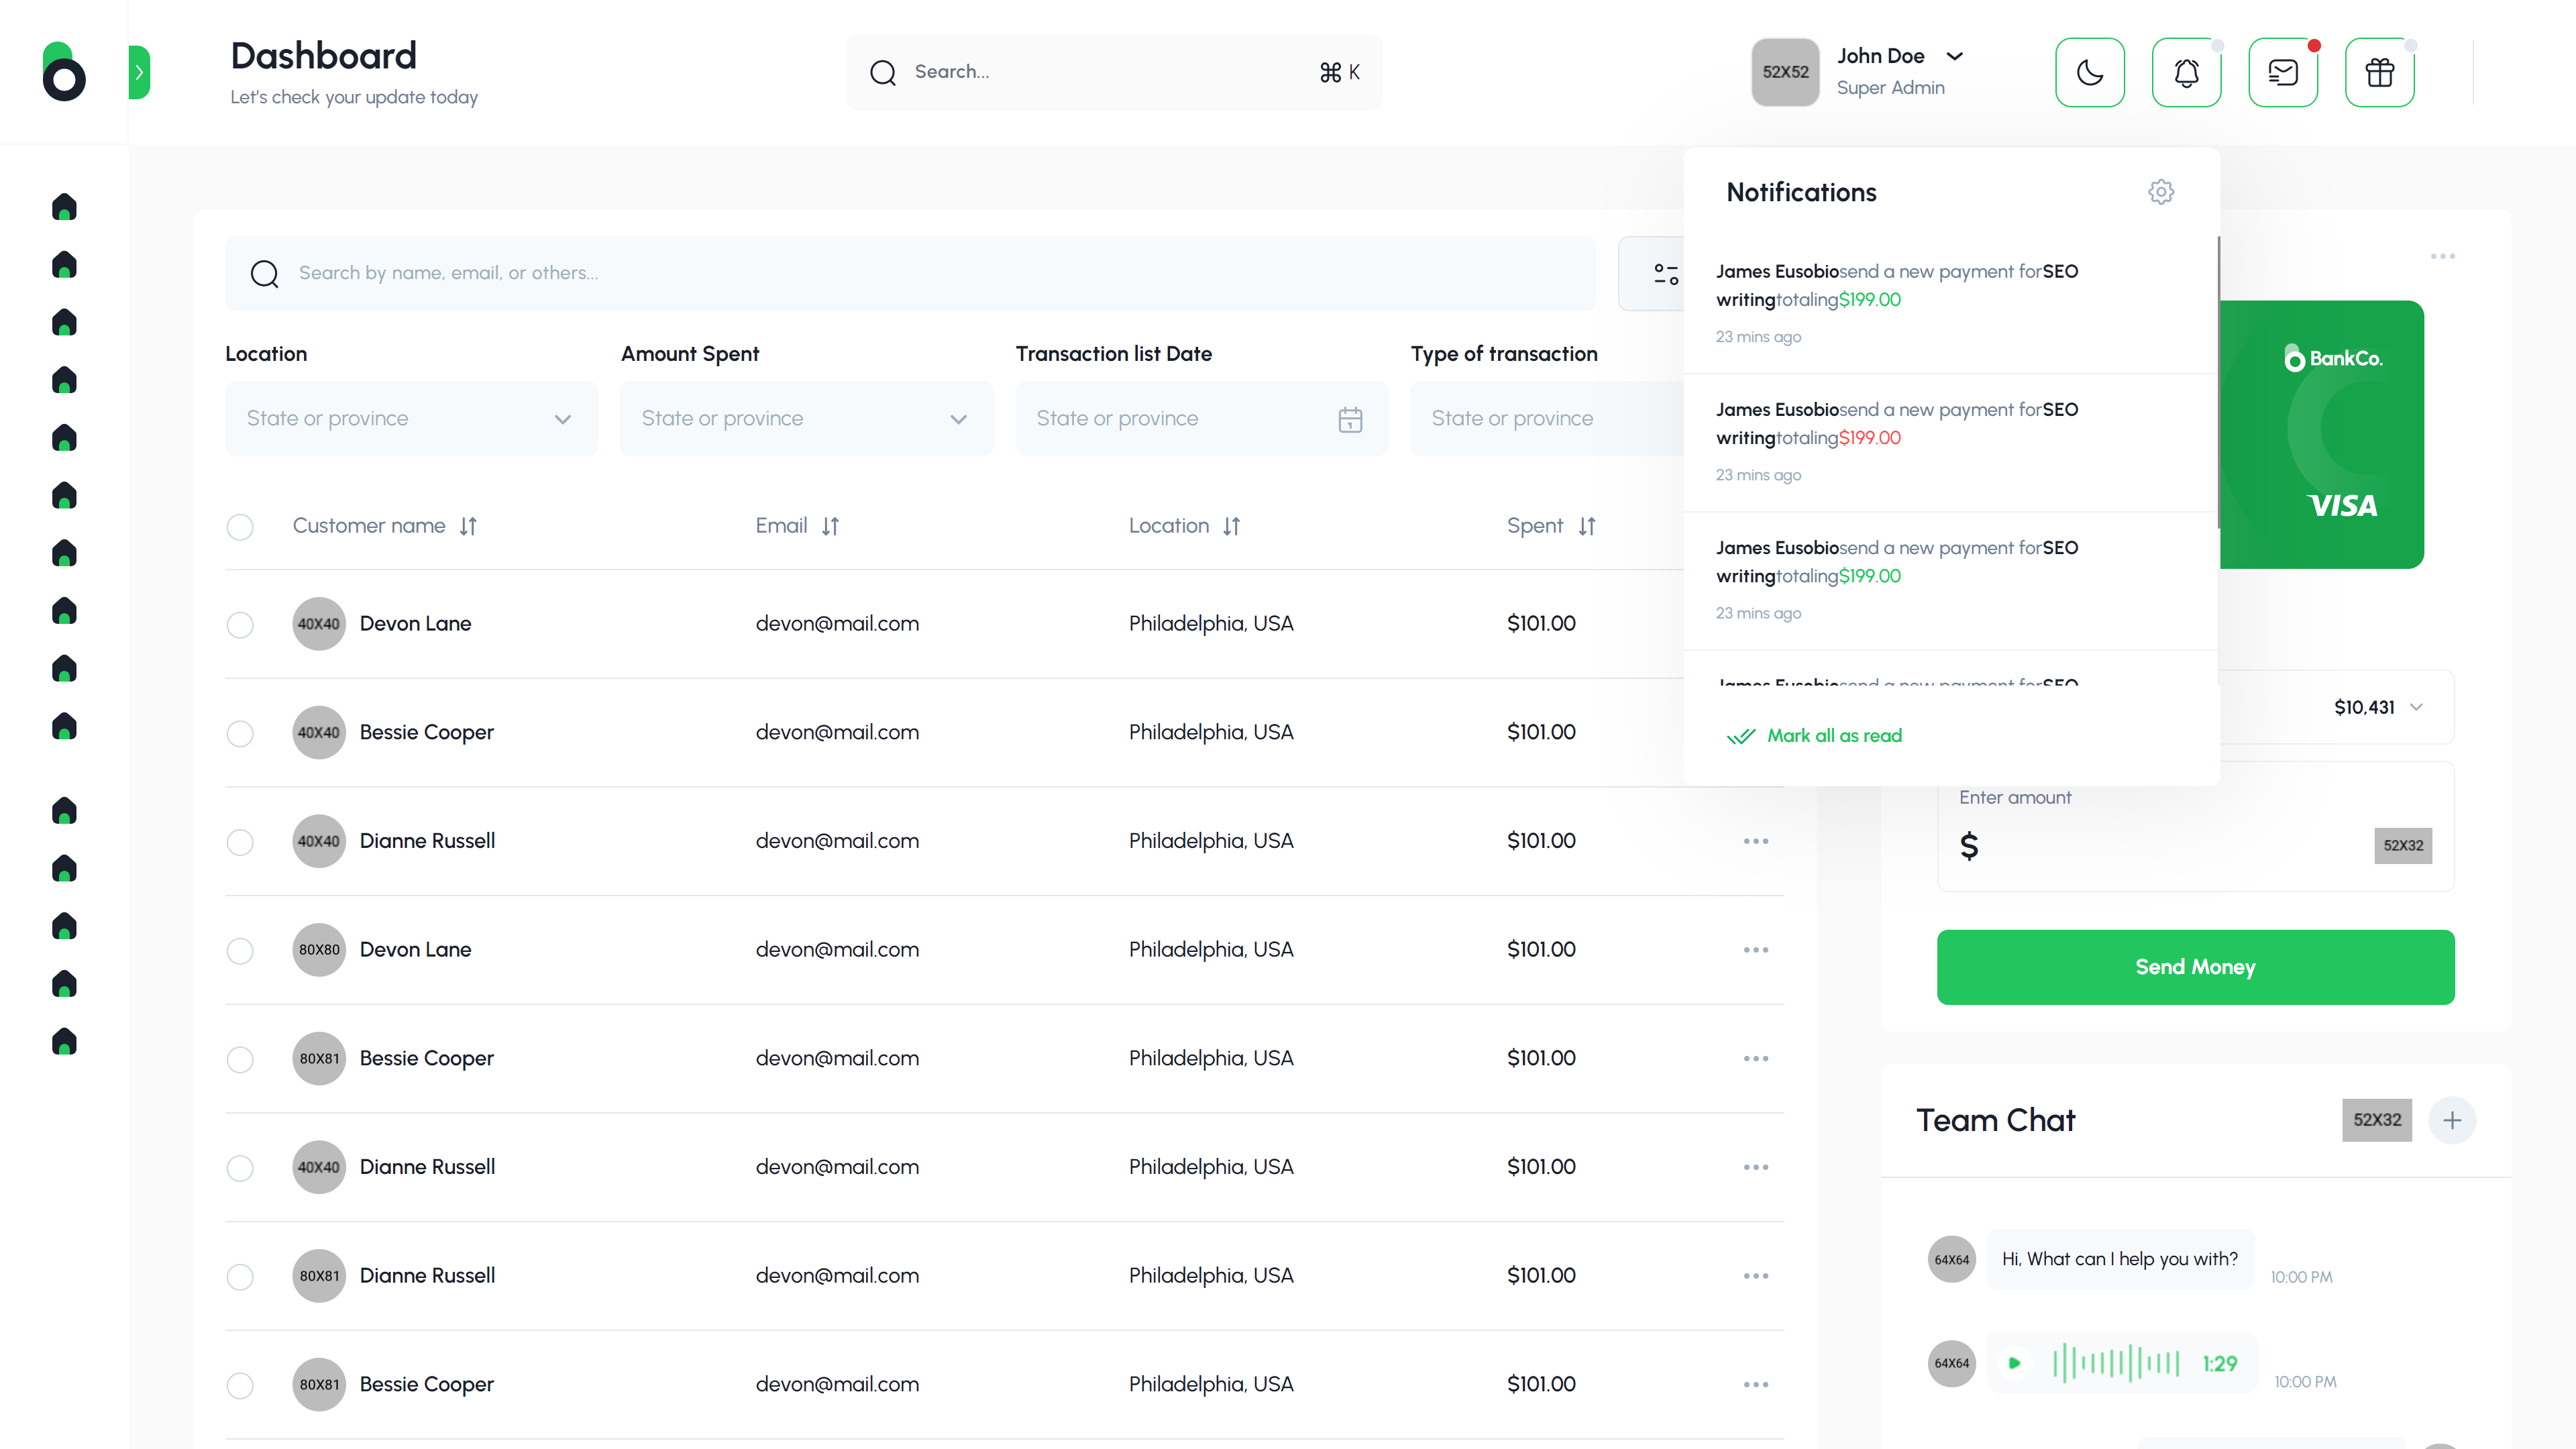 Dashboard
Let's check your update today
Search...
⌘ K
52X52
John Doe
Super Admin
Search by name, email, or others...
Location
Amount Spent
Transaction list Date
Type of transaction
State or province
State or province
State or province
State or province
Customer name
Email
Location
Spent
40X40 Devon Lane devon@mail.com Philadelphia, USA $101.00
40X40 Bessie Cooper devon@mail.com Philadelphia, USA $101.00
40X40 Dianne Russell devon@mail.com Philadelphia, USA $101.00
80X80 Devon Lane devon@mail.com Philadelphia, USA $101.00
80X81 Bessie Cooper devon@mail.com Philadelphia, USA $101.00
40X40 Dianne Russell devon@mail.com Philadelphia, USA $101.00
80X81 Dianne Russell devon@mail.com Philadelphia, USA $101.00
80X81 Bessie Cooper devon@mail.com Philadelphia, USA $101.00
Notifications
James Eusobiosend a new payment forSEO
writingtotaling$199.00
23 mins ago
James Eusobiosend a new payment forSEO
writingtotaling$199.00
23 mins ago
James Eusobiosend a new payment forSEO
writingtotaling$199.00
23 mins ago
James Eusobiosend a new payment forSEO
Mark all as read
BankCo.
VISA
$10,431
Enter amount
$
52X32
Send Money
Team Chat
52X32
64X64
Hi, What can I help you with?
10:00 PM
64X64
1:29
10:00 PM